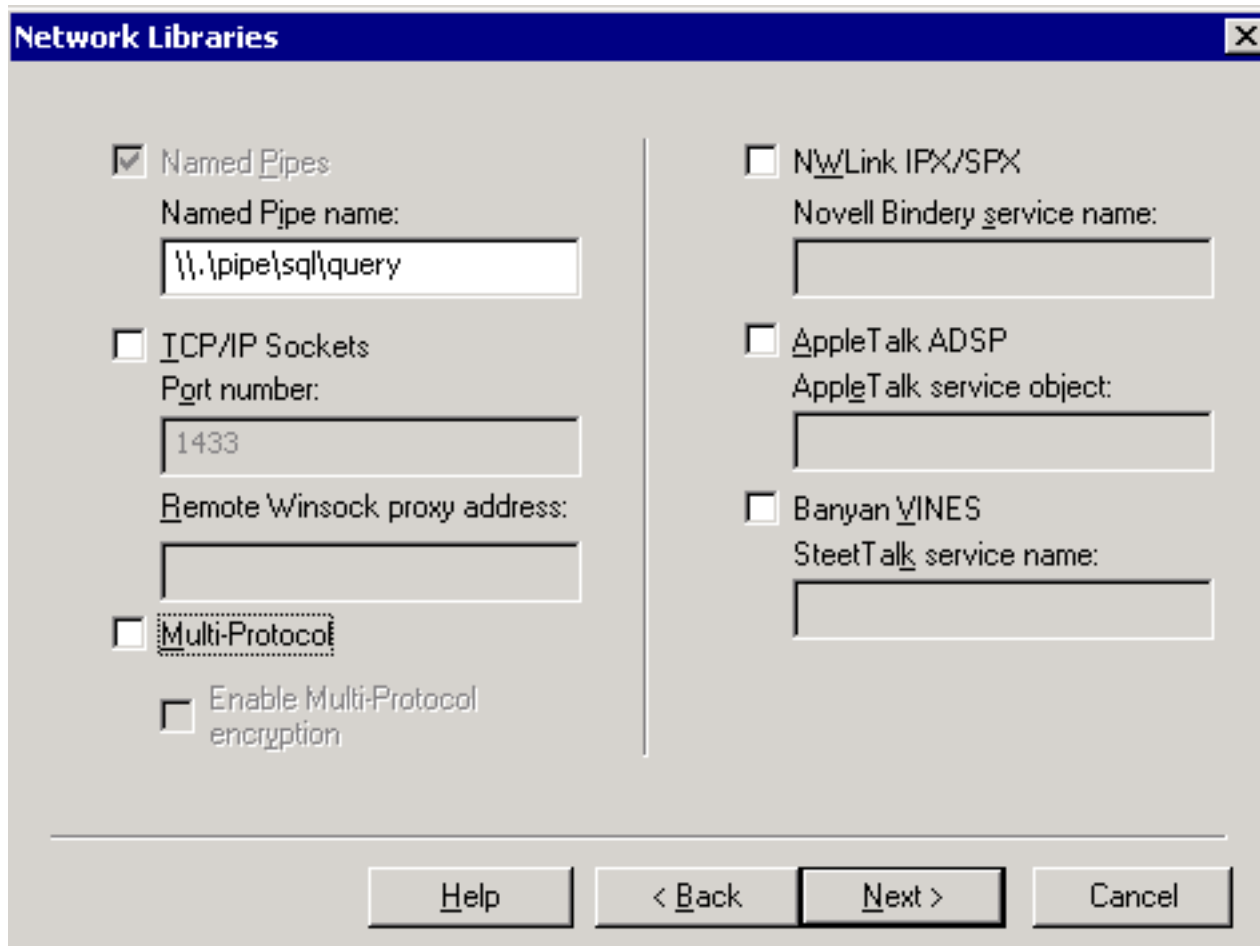 Network Libraries
Named Pipes
Named Pipe name:
\\.\pipe\sql\query
TCP/IP Sockets
Port number:
1433
Remote Winsock proxy address:
Multi-Protocol
Enable Multi-Protocol
encryption
NWLink IPX/SPX
Novell Bindery service name:
AppleTalk ADSP
AppleTalk service object:
Banyan VINES
SteetTalk service name:
Help
< Back
Next >
Cancel